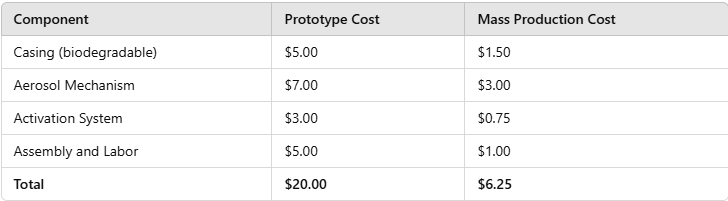 Component Prototype Cost Mass Production Cost
Casing (biodegradable) $5.00 $1.50
Aerosol Mechanism $7.00 $3.00
Activation System $3.00 $0.75
Assembly and Labor $5.00 $1.00
Total $20.00 $6.25